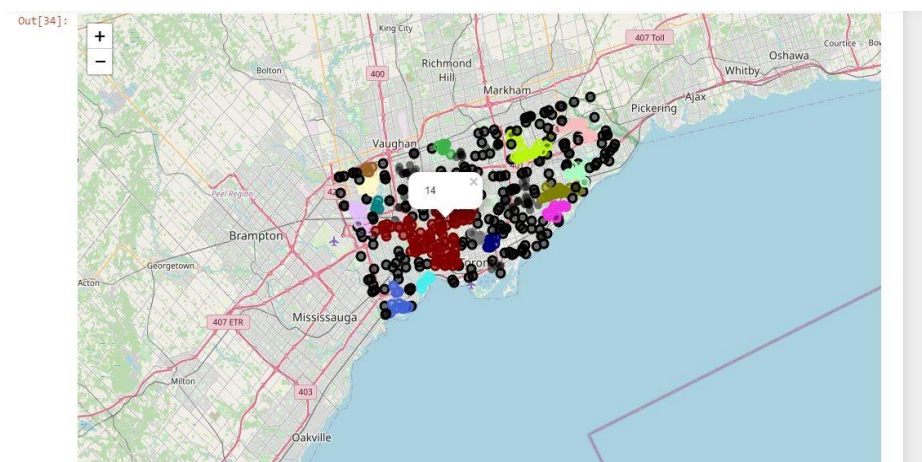 Out[34]:
+
−
King City
407 Toll
Courtice
Oshawa
Bolton
400
Richmond
Hill
Whitby
Markham
Ajax
Pickering
Vaughan
Peel Region
14
×
Brampton
Georgetown
Toron
Acton
Mississauga
407 ETR
Milton
403
Oakville